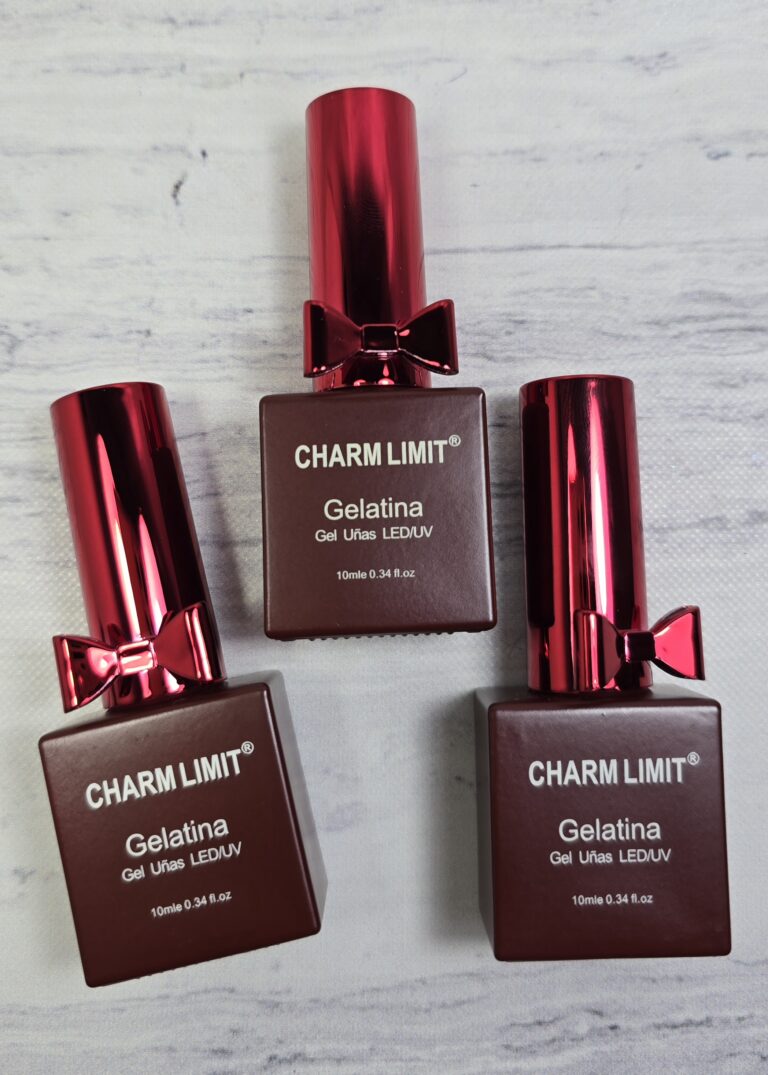 CHARM LIMIT®
Gelatina
Gel Uñas LED/UV
10mle 0.34 fl.oz
CHARM LIMIT®
Gelatina
Gel Uñas LED/UV
10mle 0.34 fl.oz
CHARM LIMIT®
Gelatina
Gel Uñas LED/UV
10mle 0.34 fl.oz